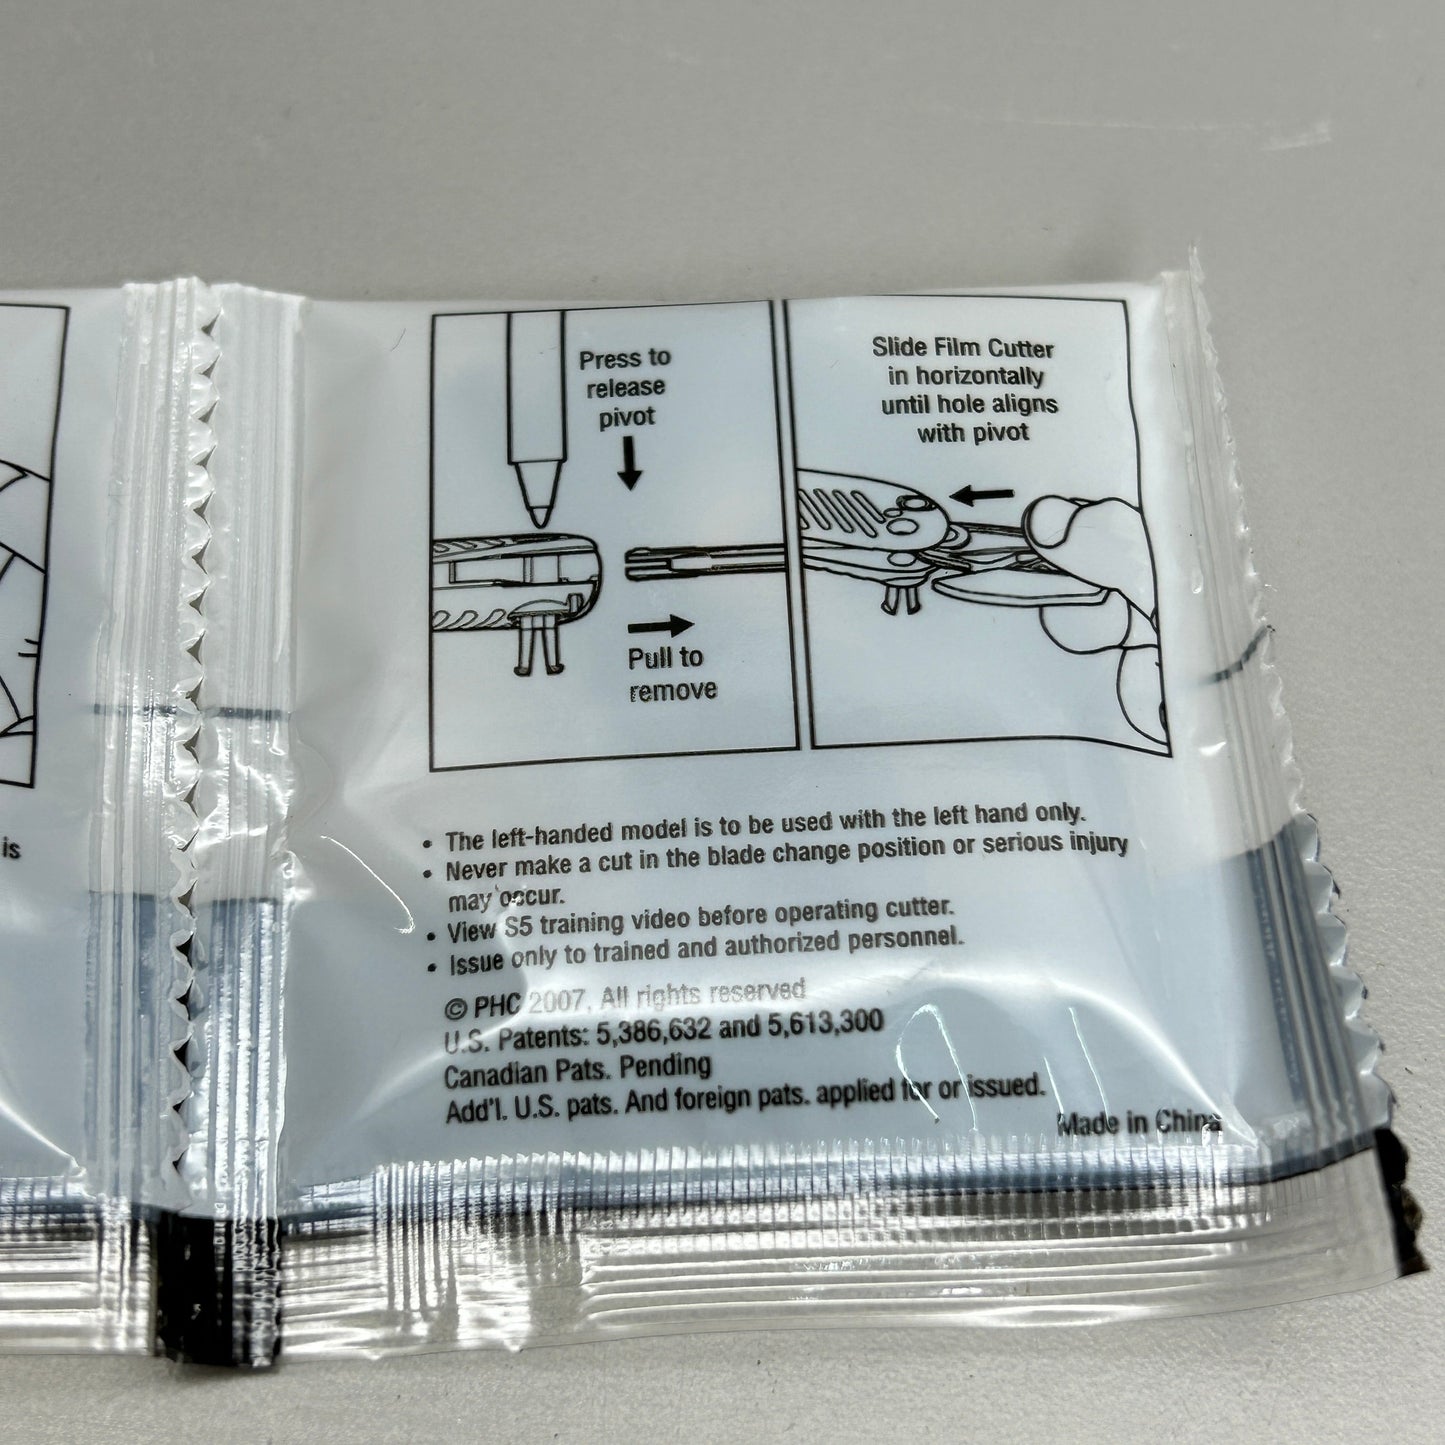 Press to
release
pivot
Pull to
remove
Slide Film Cutter
in horizontally
until hole aligns
with pivot
is
• The left-handed model is to be used with the left hand only.
• Never make a cut in the blade change position or serious injury
may occur.
• View S5 training video before operating cutter.
• Issue only to trained and authorized personnel.
© PHC 2007. All rights reserved
U.S. Patents: 5,386,632 and 5,613,300
Canadian Pats. Pending
Add'l. U.S. pats. And foreign pats. applied for or issued.
Made in China